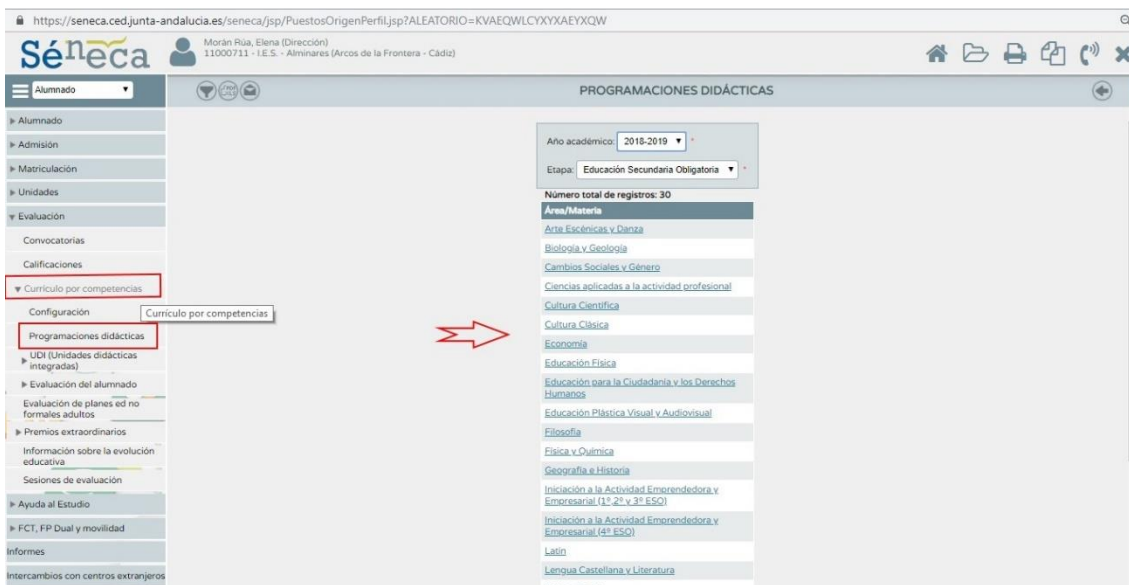 https://seneca.ced.junta-andalucia.es/seneca/jsp/PuestosOrigenPerfil.jsp?ALEATORIO=KVAEQWLCYXYXAEYXQW
Séneca
Morán Rúa, Elena (Dirección)
11000711 - I.E.S. - Alminares (Arcos de la Frontera - Cádiz)
Alumnado
PROGRAMACIONES DIDÁCTICAS
Alumnado
Admisión
Matriculación
Unidades
Evaluación
Convocatorias
Calificaciones
Currículo por competencias
Configuración
Currículo por competencias
Programaciones didácticas
UDI (Unidades didácticas
integradas)
Evaluación del alumnado
Evaluación de planes ed no
formales adultos
Premios extraordinarios
Información sobre la evolución
educativa
Sesiones de evaluación
Ayuda al Estudio
FCT, FP Dual y movilidad
Informes
Intercambios con centros extranjeros
Año académico: 2018-2019 *
Etapa: Educación Secundaria Obligatoria *
Número total de registros: 30
Área/Materia
Arte Escénicas y Danza
Biología y Geología
Cambios Sociales y Género
Ciencias aplicadas a la actividad profesional
Cultura Científica
Cultura Clásica
Economía
Educación Física
Educación para la Ciudadanía y los Derechos
Humanos
Educación Plástica Visual y Audiovisual
Filosofía
Física y Química
Geografía e Historia
Iniciación a la Actividad Emprendedora y
Empresarial (1º,2º y 3º ESO)
Iniciación a la Actividad Emprendedora y
Empresarial (4º ESO)
Latín
Lengua Castellana y Literatura